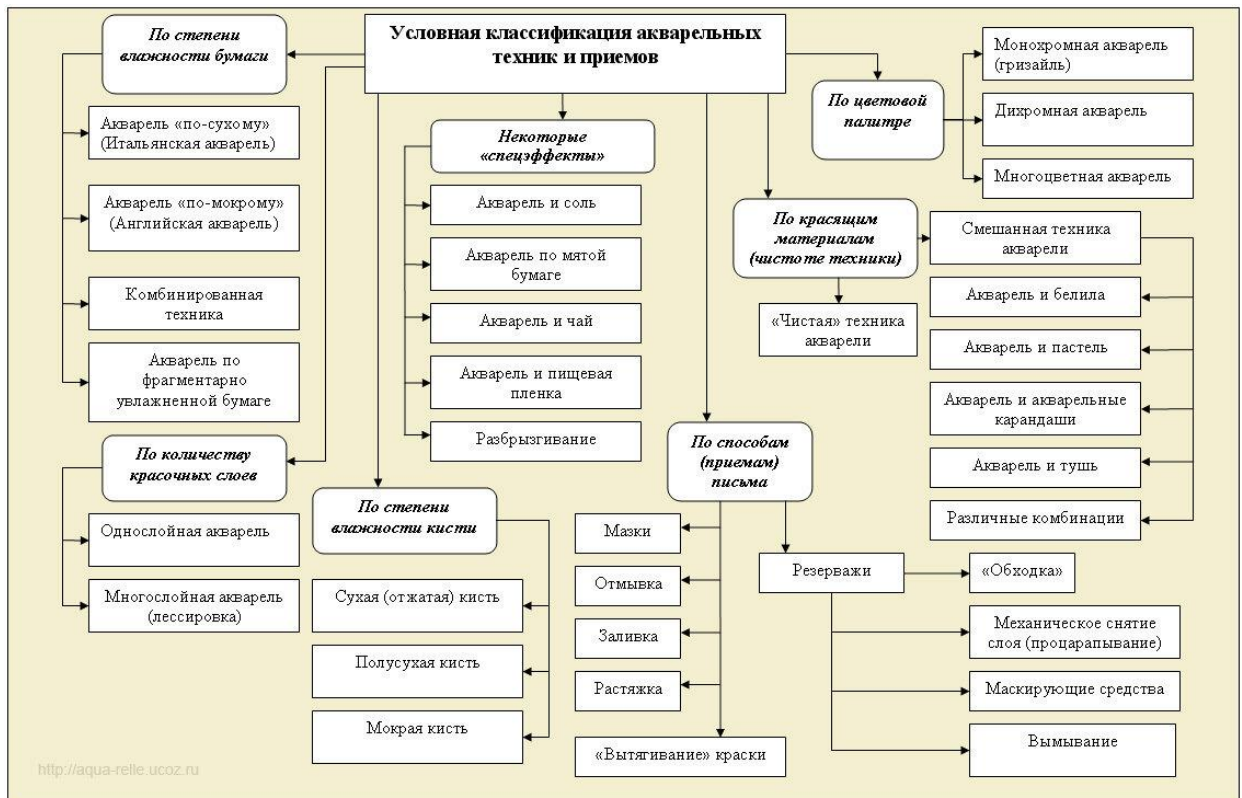 Условная классификация акварельных
техник и приемов
По степени
влажности бумаги
Акварель «по-сухому»
(Итальянская акварель)
Акварель «по-мокрому»
(Английская акварель)
Комбинированная
техника
Акварель по
фрагментарно
увлажненной бумаге
По количеству
красочных слоев
Однослойная акварель
Многослойная акварель
(лессировка)
По степени
влажности кисти
Сухая (отжатая) кисть
Полусухая кисть
Мокрая кисть
Некоторые
«спецэффекты»
Акварель и соль
Акварель по мятой
бумаге
Акварель и чай
Акварель и пищевая
пленка
Разбрызгивание
По способам
(приемам)
письма
Мазки
Отмывка
Заливка
Растяжка
«Вытягивание» краски
Резерважи
«Обходка»
Механическое снятие
слоя (процарапывание)
Маскирующие средства
Вымывание
По красящим
материалам
(чистоте техники)
«Чистая» техника
акварели
Смешанная техника
акварели
Акварель и белила
Акварель и пастель
Акварель и акварельные
карандаши
Акварель и тушь
Различные комбинации
По цветовой
палитре
Монохромная акварель
(гризайль)
Дихромная акварель
Многоцветная акварель
http://aqua-relle.ucoz.ru